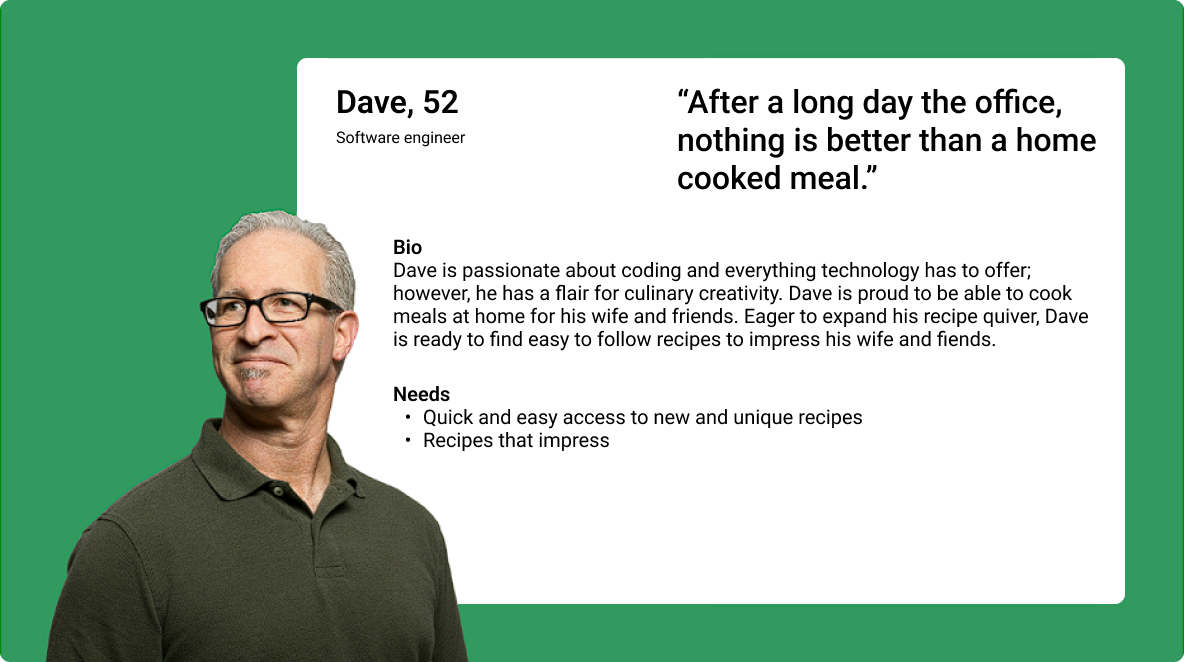 Dave, 52
Software engineer
“After a long day the office,
nothing is better than a home
cooked meal.”
Bio
Dave is passionate about coding and everything technology has to offer;
however, he has a flair for culinary creativity. Dave is proud to be able to cook
meals at home for his wife and friends. Eager to expand his recipe quiver, Dave
is ready to find easy to follow recipes to impress his wife and fiends.
Needs
• Quick and easy access to new and unique recipes
• Recipes that impress